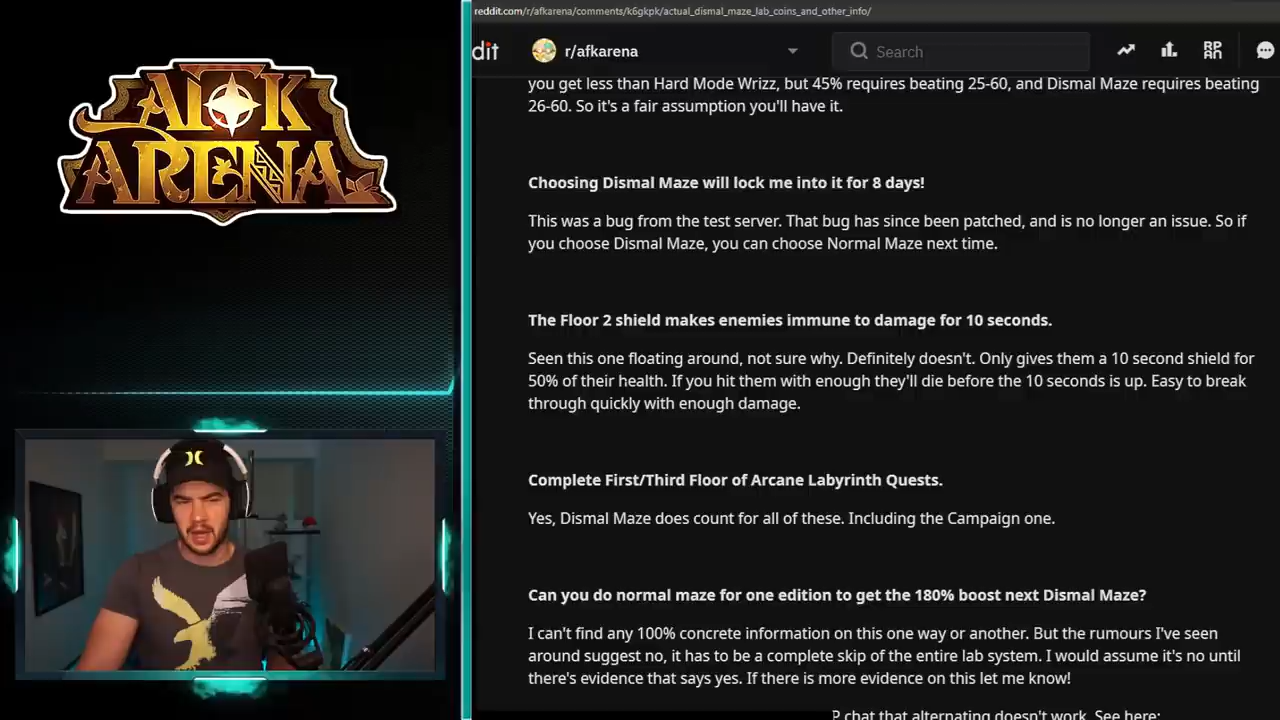 reddit.com/r/afkarena/comments/k6gkpk/actual_dismal_maze_lab_coins_and_other_info/
dit r/afkarena Search
AFK
ARENA
you get less than Hard Mode Wrizz, but 45% requires beating 25-60, and Dismal Maze requires beating
26-60. So it's a fair assumption you'll have it.
Choosing Dismal Maze will lock me into it for 8 days!
This was a bug from the test server. That bug has since been patched, and is no longer an issue. So if
you choose Dismal Maze, you can choose Normal Maze next time.
The Floor 2 shield makes enemies immune to damage for 10 seconds.
Seen this one floating around, not sure why. Definitely doesn't. Only gives them a 10 second shield for
50% of their health. If you hit them with enough they'll die before the 10 seconds is up. Easy to break
through quickly with enough damage.
Complete First/Third Floor of Arcane Labyrinth Quests.
Yes, Dismal Maze does count for all of these. Including the Campaign one.
Can you do normal maze for one edition to get the 180% boost next Dismal Maze?
I can't find any 100% concrete information on this one way or another. But the rumours I've seen
around suggest no, it has to be a complete skip of the entire lab system. I would assume it's no until
there's evidence that says yes. If there is more evidence on this let me know!
P chat that alternating doesn't work. See here: